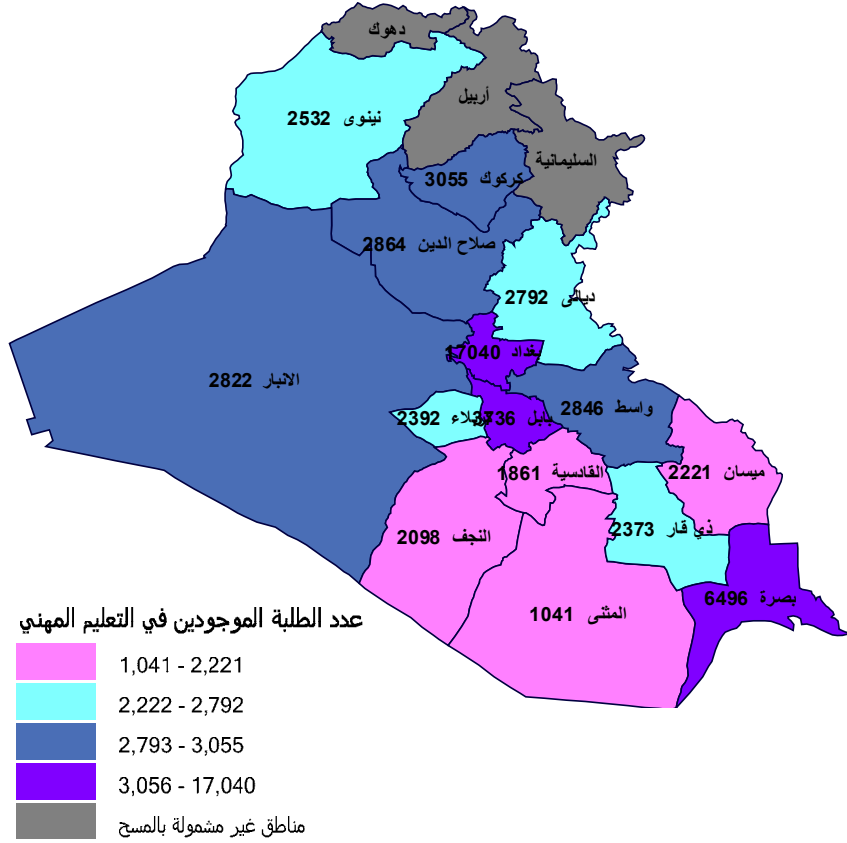 دهوك
أربيل
نينوى 2532
السليمانية
كركوك 3055
صلاح الدين 2864
ديالى 2792
بغداد 17040
الانبار 2822
واسط 2846
بابل 3736
كربلاء 2392
ميسان 2221
القادسية 1861
ذي قار 2373
النجف 2098
بصرة 6496
المثنى 1041
عدد الطلبة الموجودين في التعليم المهني
1,041 - 2,221
2,222 - 2,792
2,793 - 3,055
3,056 - 17,040
مناطق غير مشمولة بالمسح